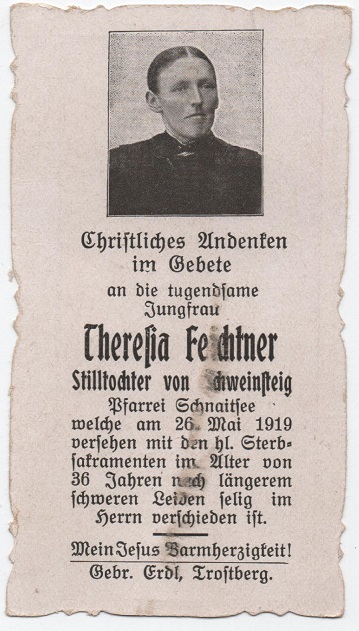 Christliches Andenken
im Gebete
an die tugendsame
Jungfrau
Theresia Feichtner
Stilltochter von Schweinsteig
Pfarrei Schnaitsee
welche am 26. Mai 1919
versehen mit den hl. Sterb-
sakramenten im Alter von
36 Jahren nach längerem
schweren Leiden selig im
Herrn verschieden ist.
Mein Jesus Barmherzigkeit!
Gebr. Erdl, Trostberg.